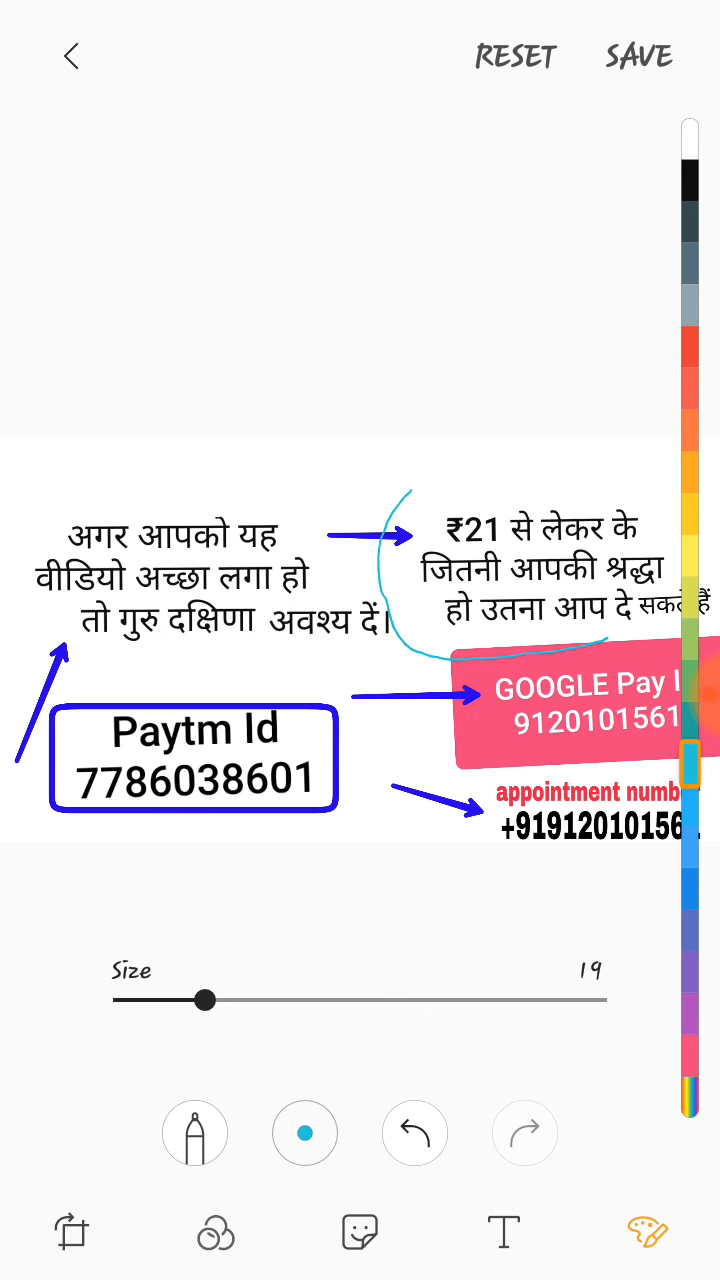 RESET SAVE
अगर आपको यह
वीडियो अच्छा लगा हो
तो गुरु दक्षिणा अवश्य दें।
₹21 से लेकर के
जितनी आपकी श्रद्धा
हो उतना आप दे सकते हैं
Paytm Id
7786038601
GOOGLE Pay
9120101561
appointment
+919120101561
Size 19